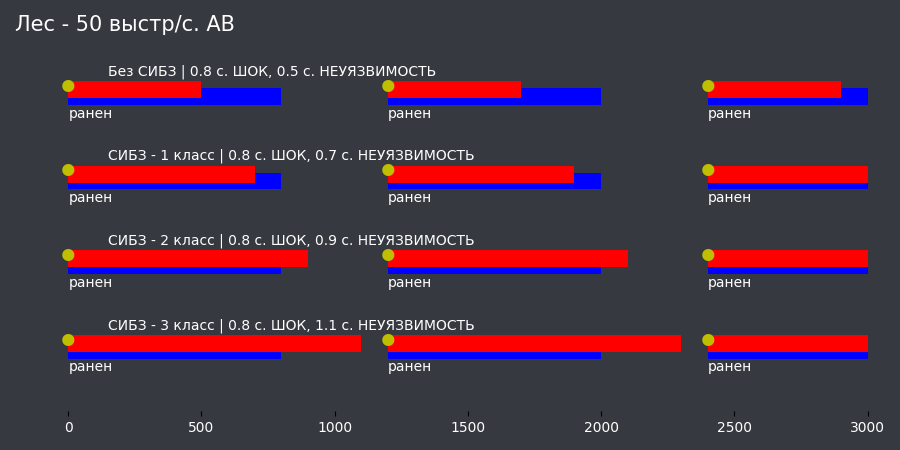 Лес - 50 выстр/с. АВ
Без СИБЗ | 0.8 с. ШОК, 0.5 с. НЕУЯЗВИМОСТЬ
ранен ранен ранен
СИБЗ - 1 класс | 0.8 с. ШОК, 0.7 с. НЕУЯЗВИМОСТЬ
ранен ранен ранен
СИБЗ - 2 класс | 0.8 с. ШОК, 0.9 с. НЕУЯЗВИМОСТЬ
ранен ранен ранен
СИБЗ - 3 класс | 0.8 с. ШОК, 1.1 с. НЕУЯЗВИМОСТЬ
ранен ранен ранен
0 500 1000 1500 2000 2500 3000